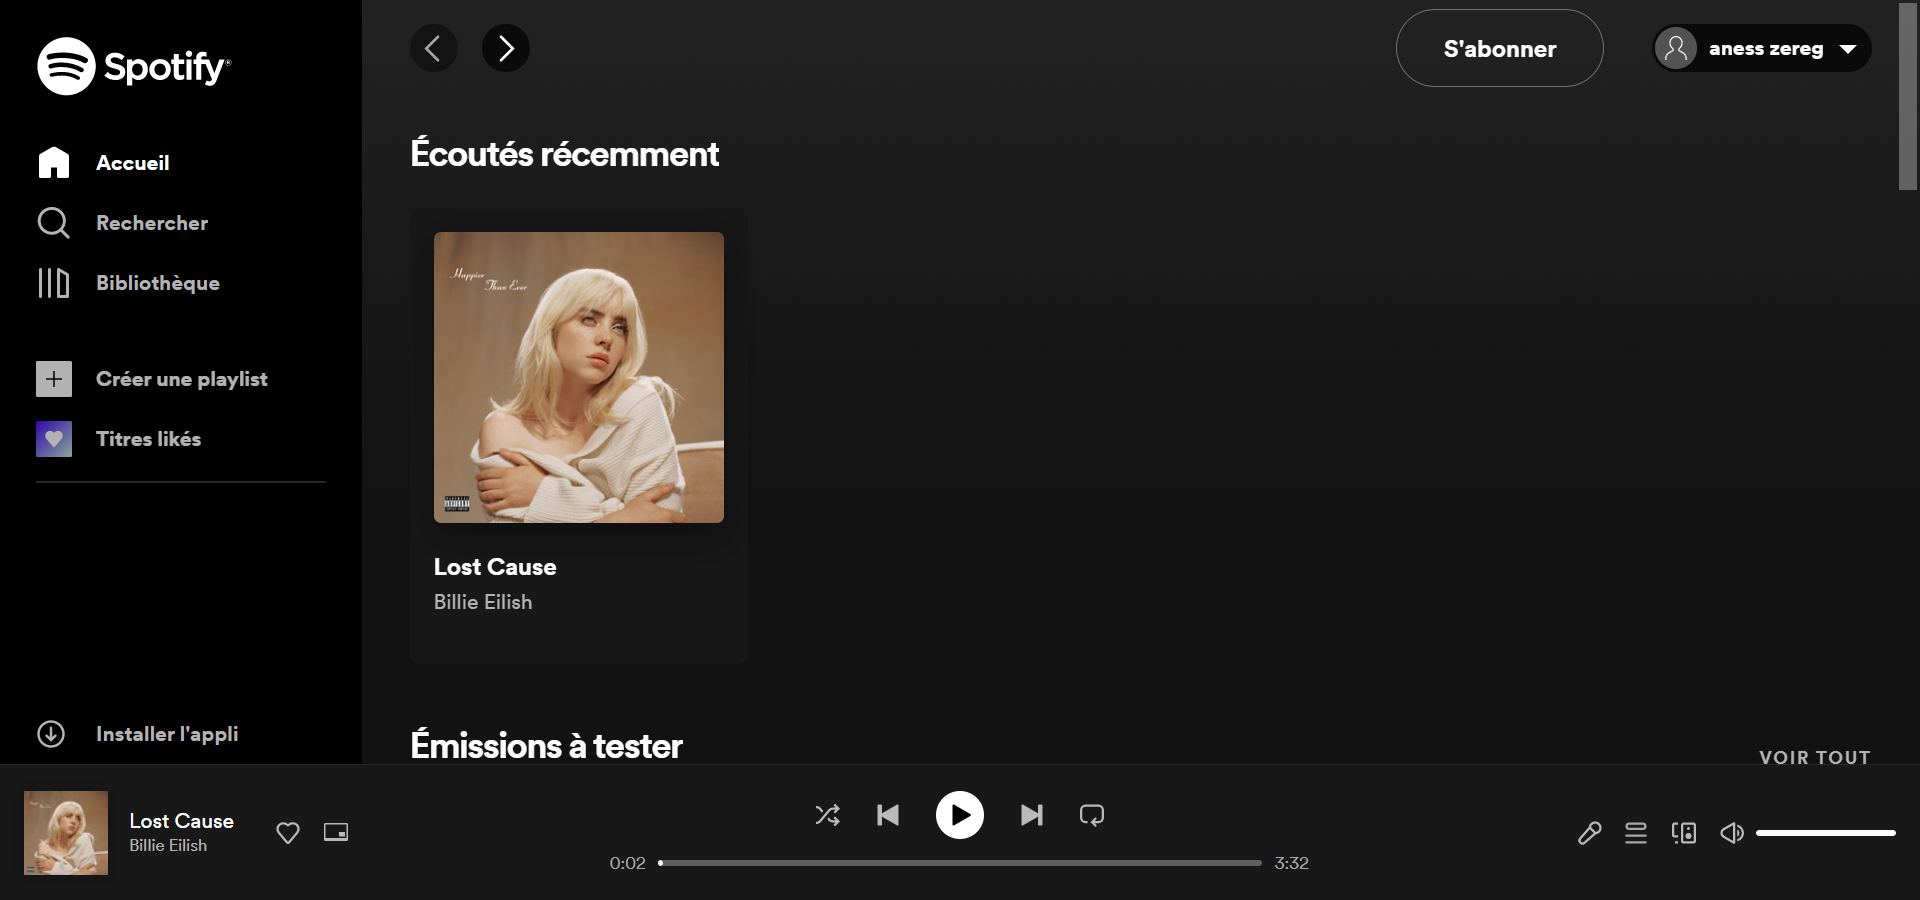 Spotify®
Accueil
Rechercher
Bibliothèque
Créer une playlist
Titres likés
Installer l'appli
S'abonner
aness zereg
Écoutés récemment
Happier
Than Ever
Lost Cause
Billie Eilish
Émissions à tester
VOIR TOUT
Lost Cause
Billie Eilish
0:02
3:32